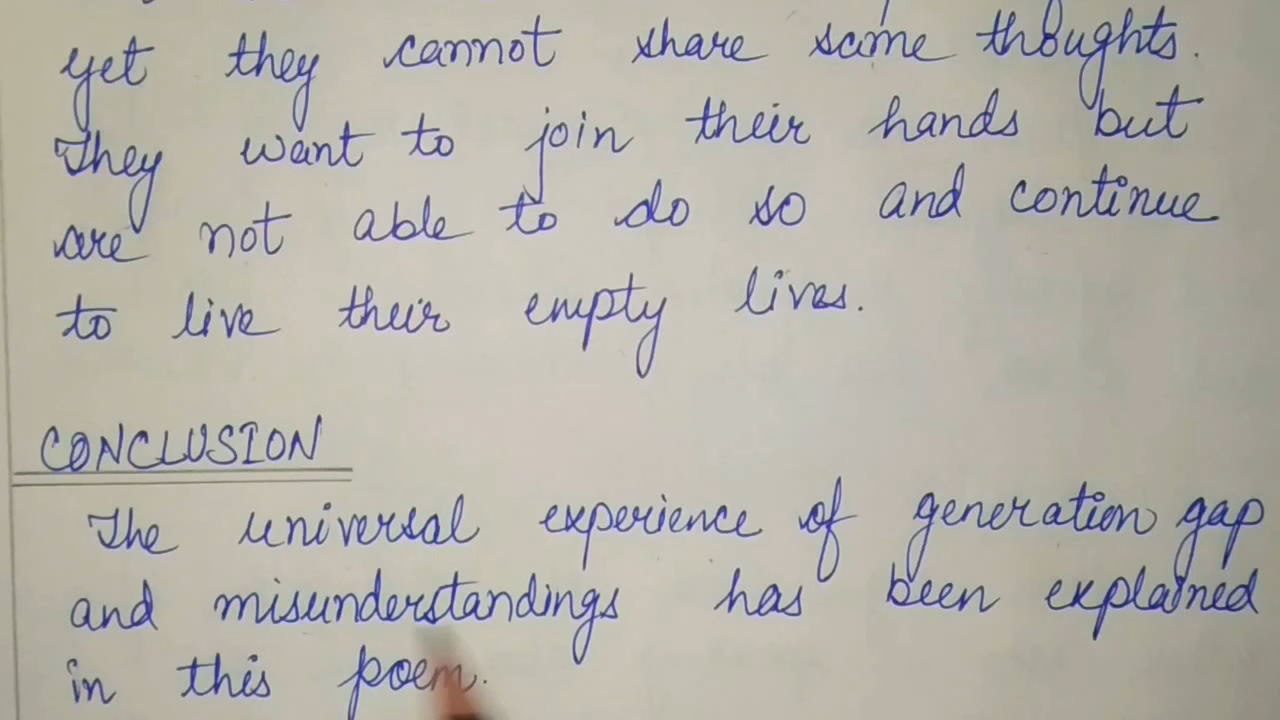 yet they cannot share same thoughts.
They want to join their hands but
are not able to do so and continue
to live their empty lives.
CONCLUSION
The universal experience of generation gap
and misunderstandings has been explained
in this poem.